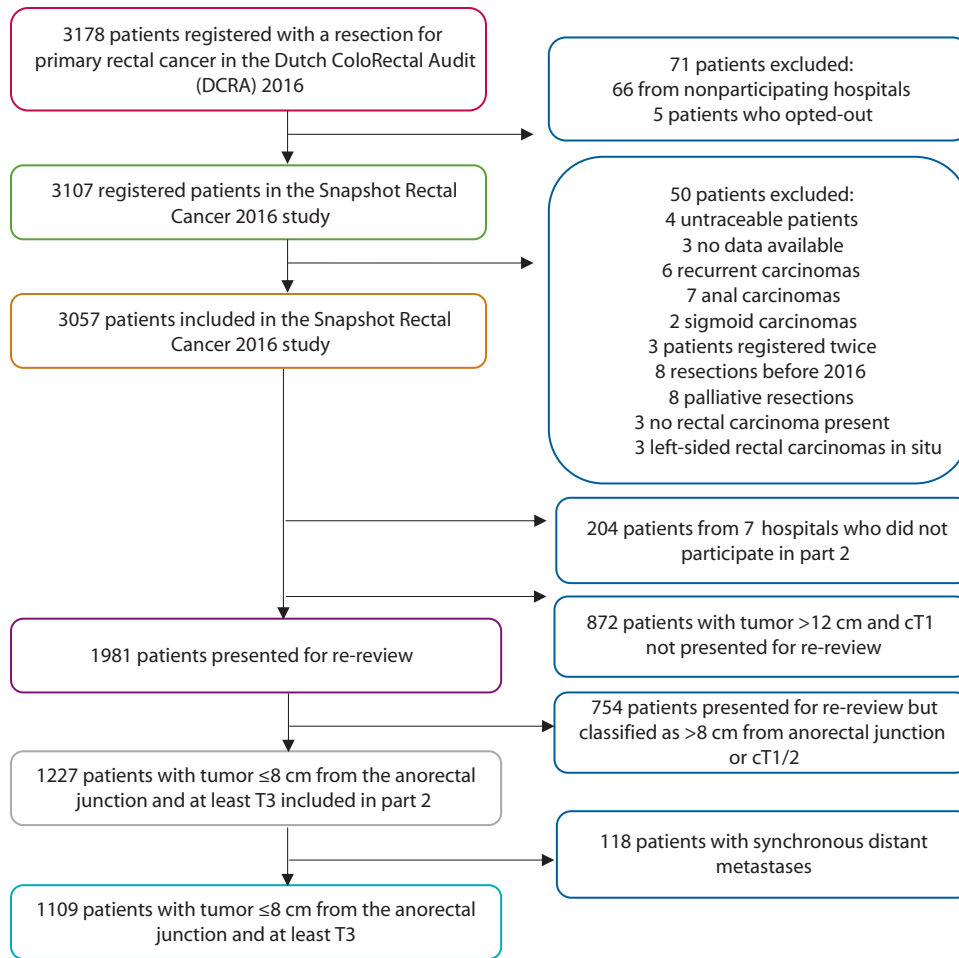 3178 patients registered with a resection for
primary rectal cancer in the Dutch ColoRectal Audit
(DCRA) 2016
71 patients excluded:
66 from nonparticipating hospitals
5 patients who opted-out
3107 registered patients in the Snapshot Rectal
Cancer 2016 study
50 patients excluded:
4 untraceable patients
3 no data available
6 recurrent carcinomas
7 anal carcinomas
2 sigmoid carcinomas
3 patients registered twice
8 resections before 2016
8 palliative resections
3 no rectal carcinoma present
3 left-sided rectal carcinomas in situ
3057 patients included in the Snapshot Rectal
Cancer 2016 study
204 patients from 7 hospitals who did not
participate in part 2
872 patients with tumor >12 cm and cT1
not presented for re-review
1981 patients presented for re-review
754 patients presented for re-review but
classified as >8 cm from anorectal junction
or cT1/2
1227 patients with tumor ≤8 cm from the anorectal
junction and at least T3 included in part 2
118 patients with synchronous distant
metastases
1109 patients with tumor ≤8 cm from the anorectal
junction and at least T3